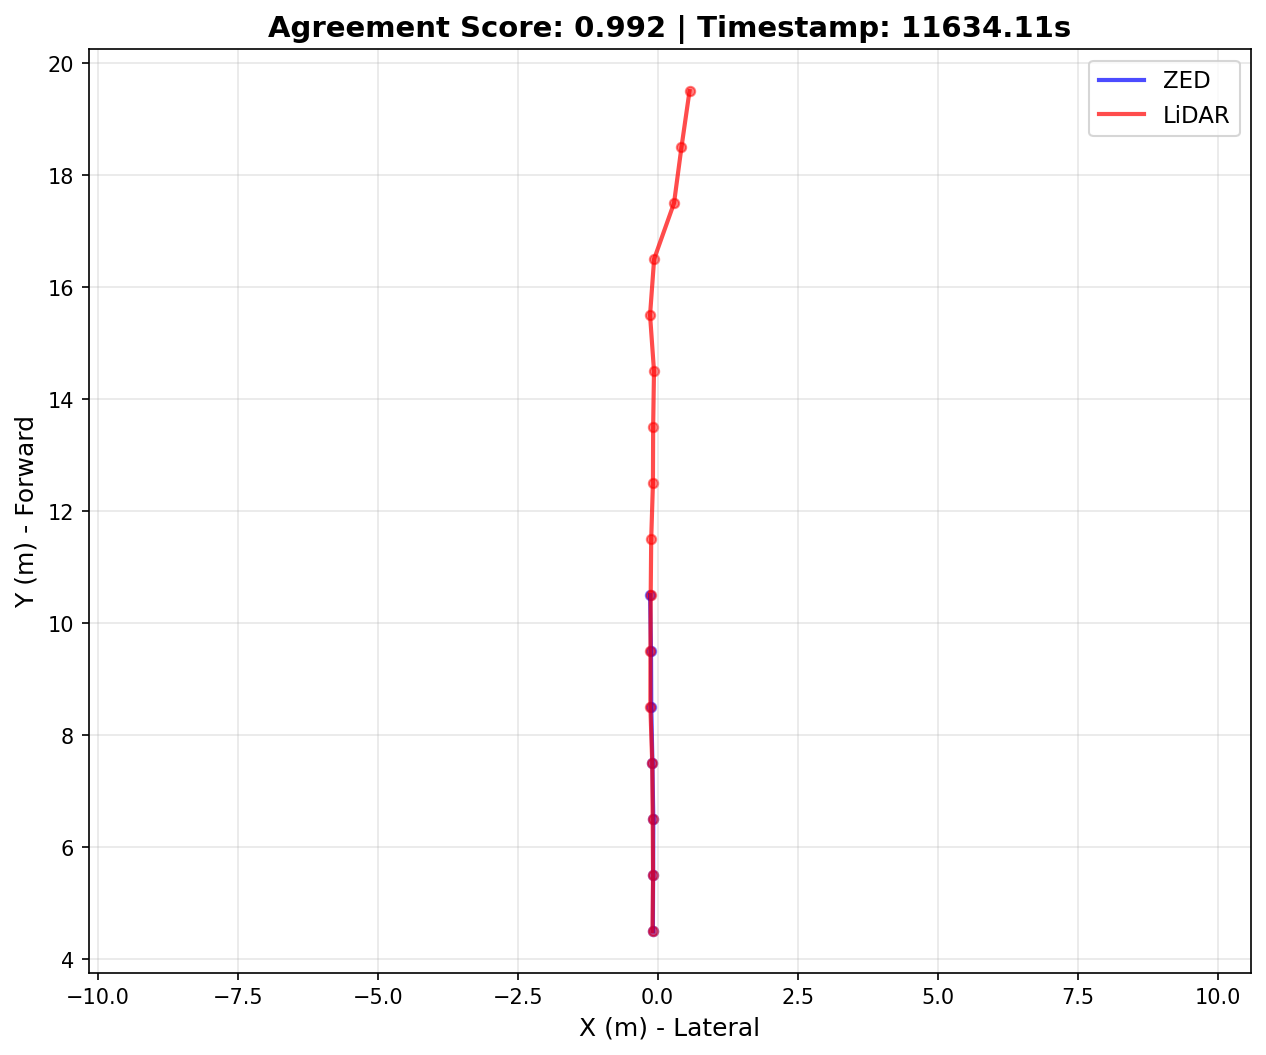 Agreement Score: 0.992 | Timestamp: 11634.11s
ZED
LiDAR
20
18
16
14
12
10
8
6
4
Y (m) - Forward
−10.0 −7.5 −5.0 −2.5 0.0 2.5 5.0 7.5 10.0
X (m) - Lateral